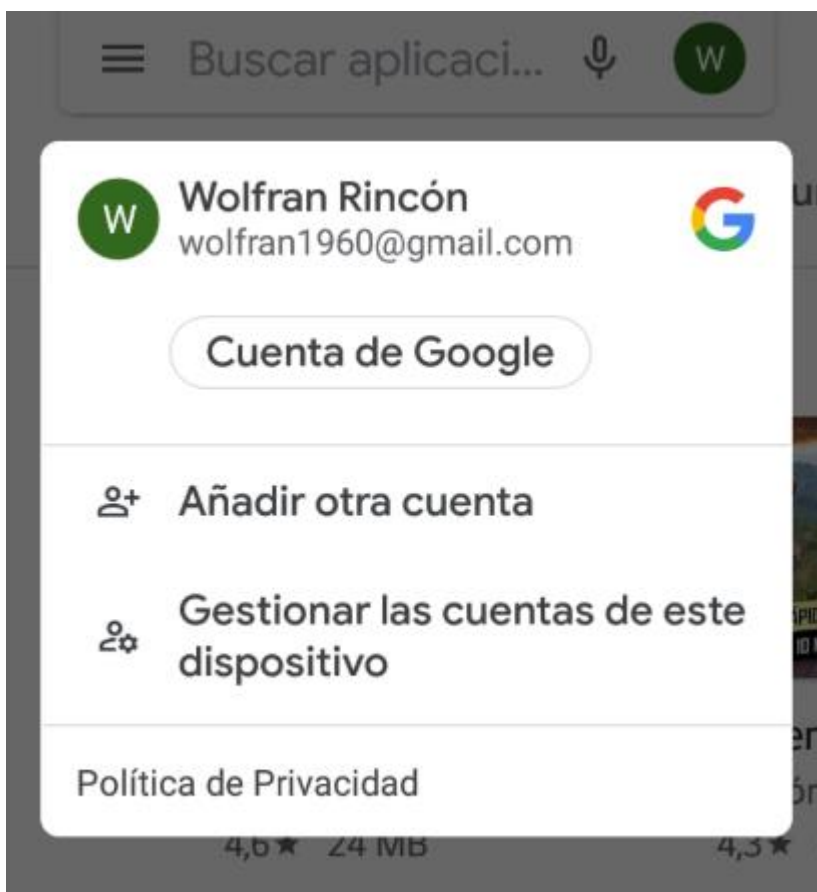 Buscar aplicaci...
W
W
Wolfran Rincón
wolfran1960@gmail.com
G
Cuenta de Google
Añadir otra cuenta
Gestionar las cuentas de este
dispositivo
Política de Privacidad
4,6★ 24 MB
4,3★